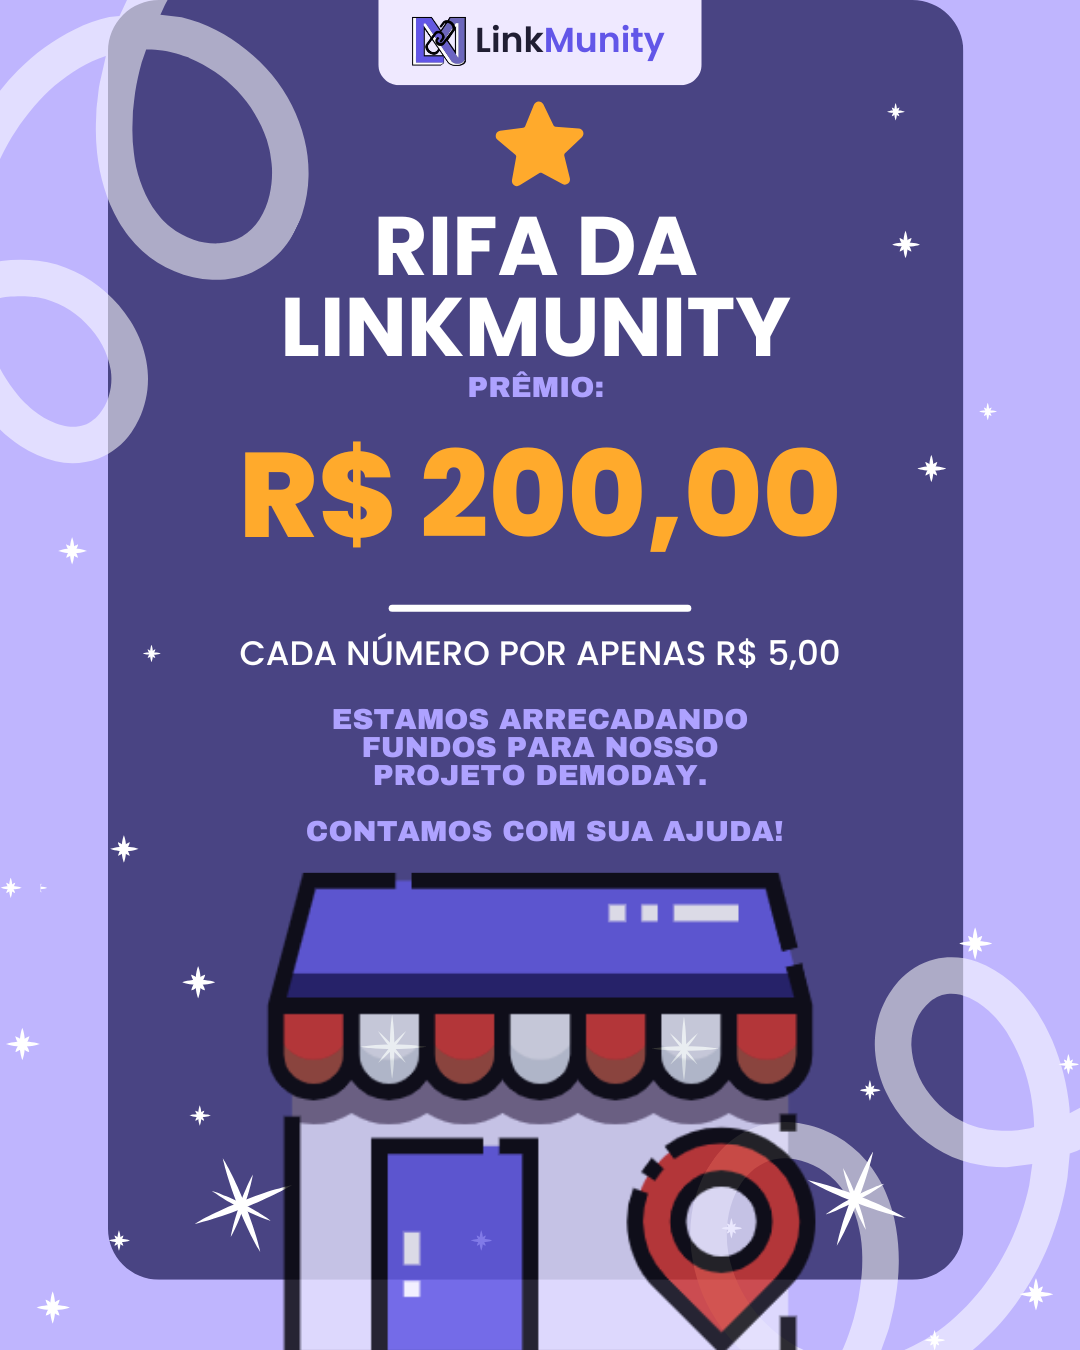 LinkMunity
RIFA DA
LINKMUNITY
PRÊMIO:
R$ 200,00
CADA NÚMERO POR APENAS R$ 5,00
ESTAMOS ARRECADANDO
FUNDOS PARA NOSSO
PROJETO DEMODAY.
CONTAMOS COM SUA AJUDA!